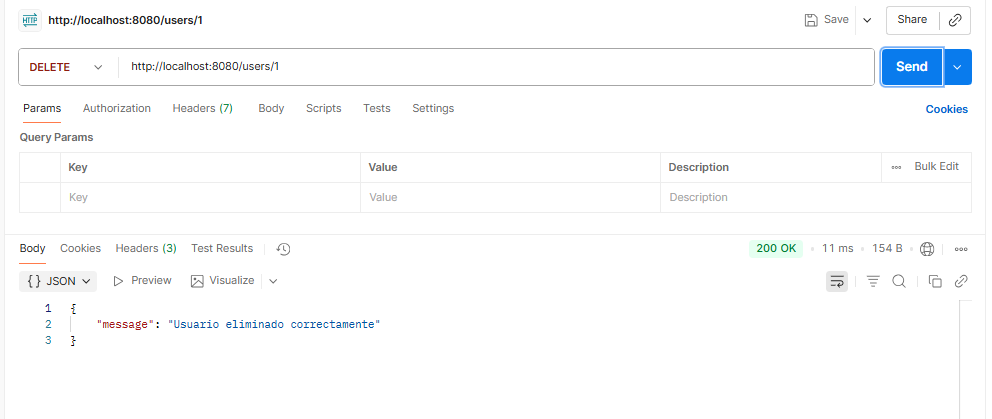 HTTP http://localhost:8080/users/1 Save Share
DELETE http://localhost:8080/users/1 Send
Params Authorization Headers (7) Body Scripts Tests Settings Cookies
Query Params
Key Value Description Bulk Edit
Key Value Description
Body Cookies Headers (3) Test Results 200 OK • 11 ms • 154 B
{} JSON Preview Visualize
1 {
2 "message": "Usuario eliminado correctamente"
3 }